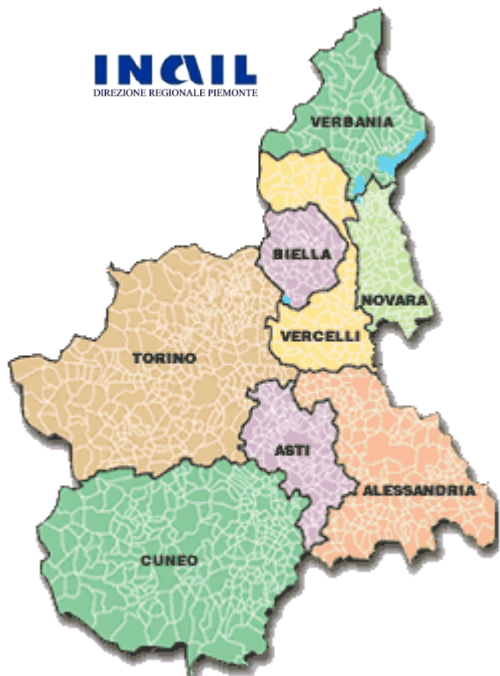 INAIL
DIREZIONE REGIONALE PIEMONTE
VERBANIA
BIELLA
NOVARA
VERCELLI
TORINO
ASTI
ALESSANDRIA
CUNEO